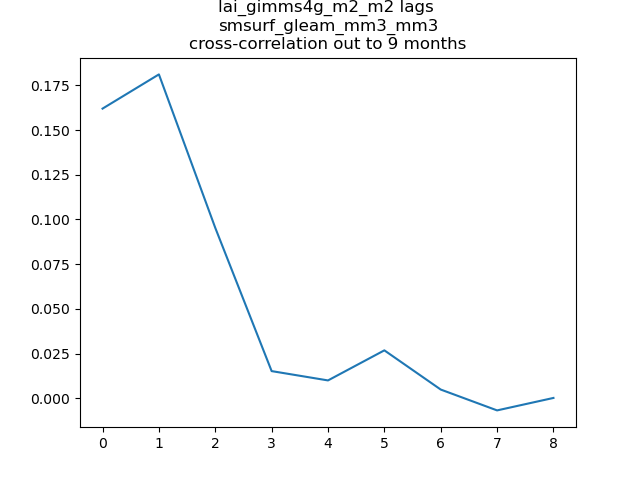 lai_gimms4g_m2_m2 lags
smsurf_gleam_mm3_mm3
cross-correlation out to 9 months
0.175
0.150
0.125
0.100
0.075
0.050
0.025
0.000
0 1 2 3 4 5 6 7 8